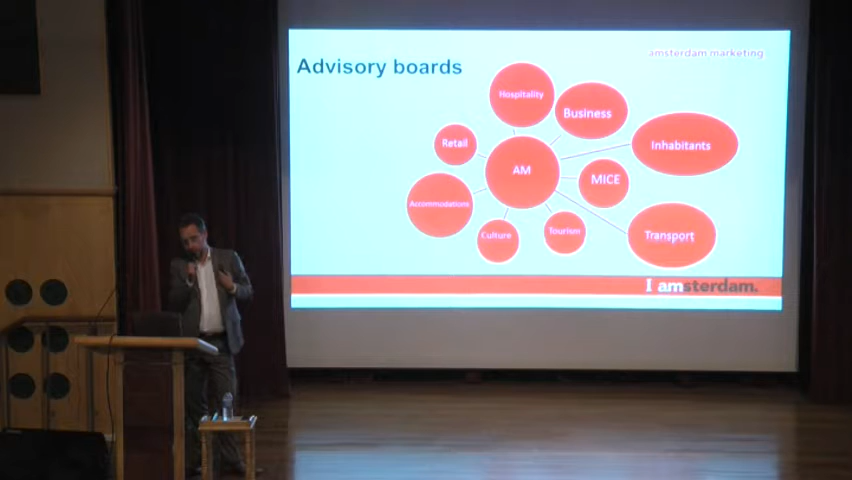 amsterdam marketing
Advisory boards
Hospitality
Business
Retail
Inhabitants
AM
MICE
Accommodations
Culture
Tourism
Transport
I amsterdam.